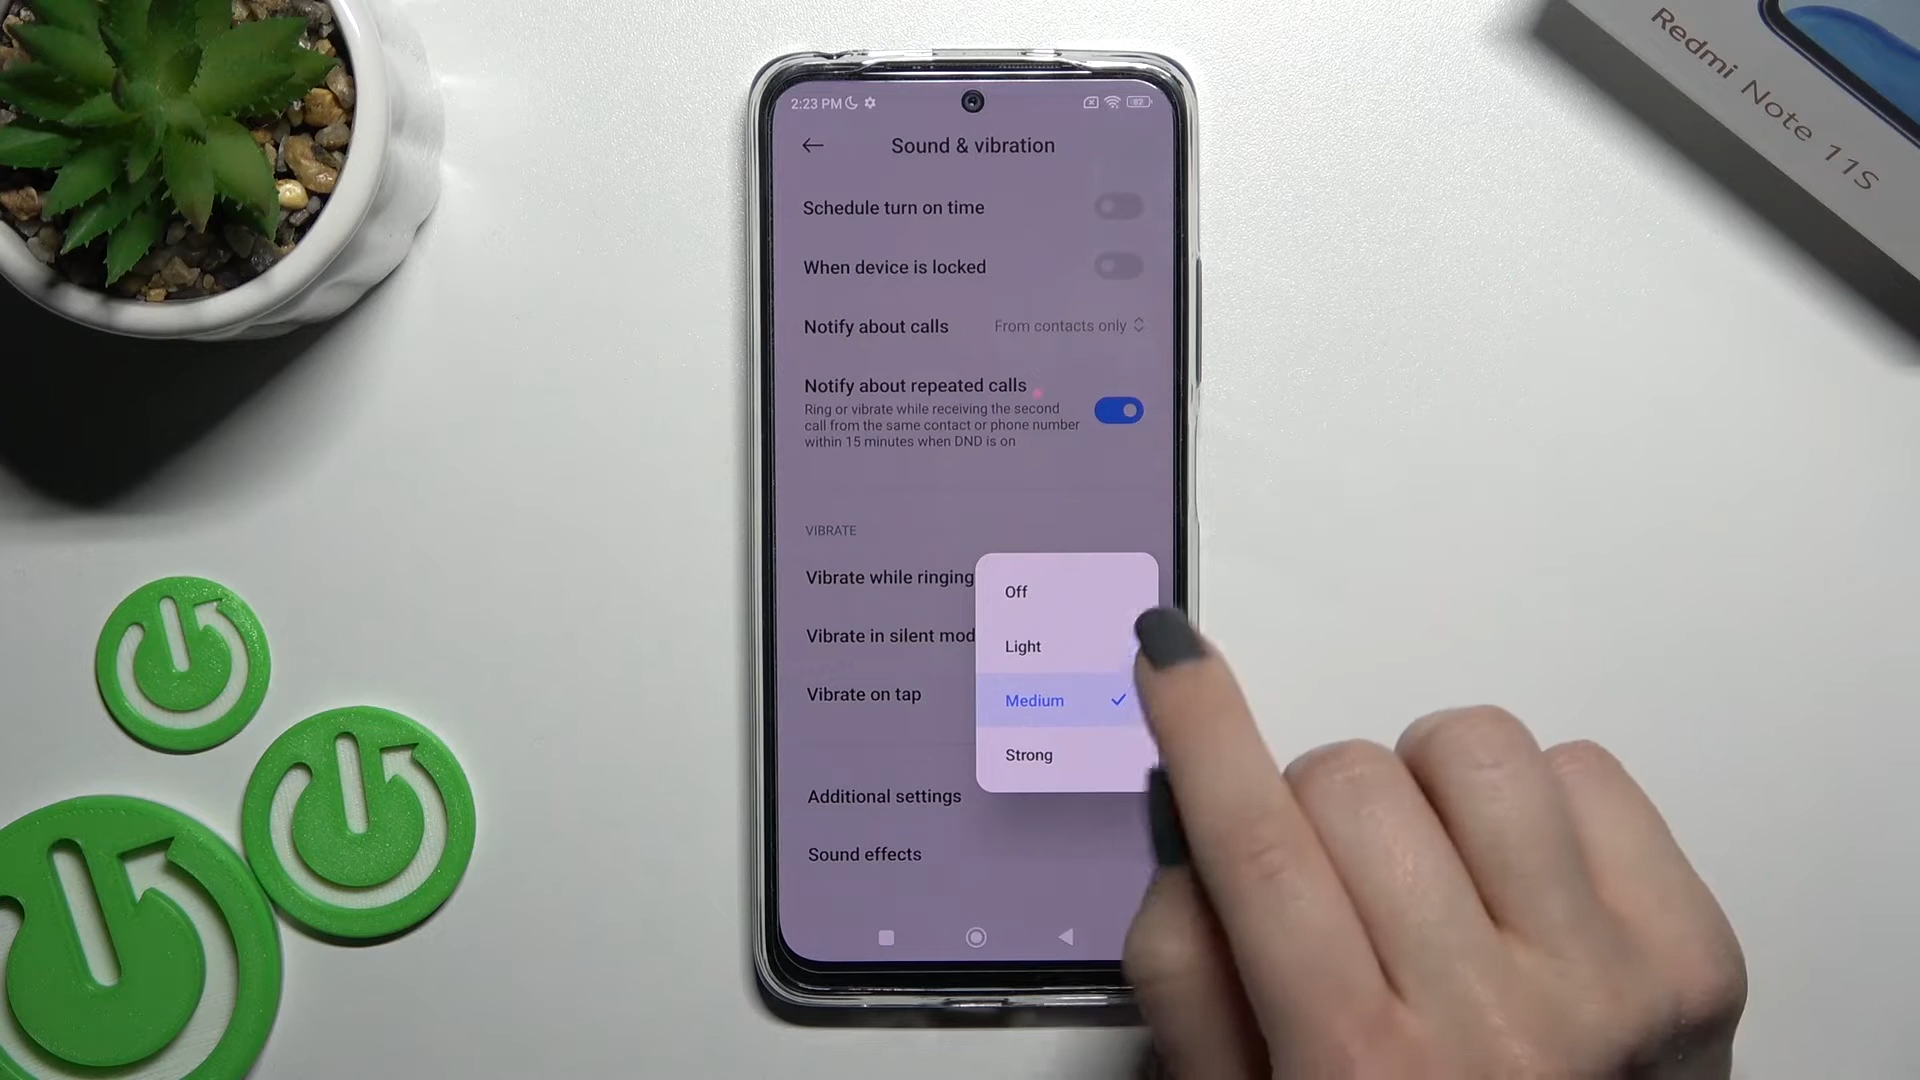 Redmi Note 11S
2:23 PM
82
Sound & vibration
Schedule turn on time
When device is locked
Notify about calls From contacts only
Notify about repeated calls
Ring or vibrate while receiving the second
call from the same contact or phone number
within 15 minutes when DND is on
VIBRATE
Vibrate while ringing
Off
Vibrate in silent mod
Light
Vibrate on tap
Medium
Strong
Additional settings
Sound effects